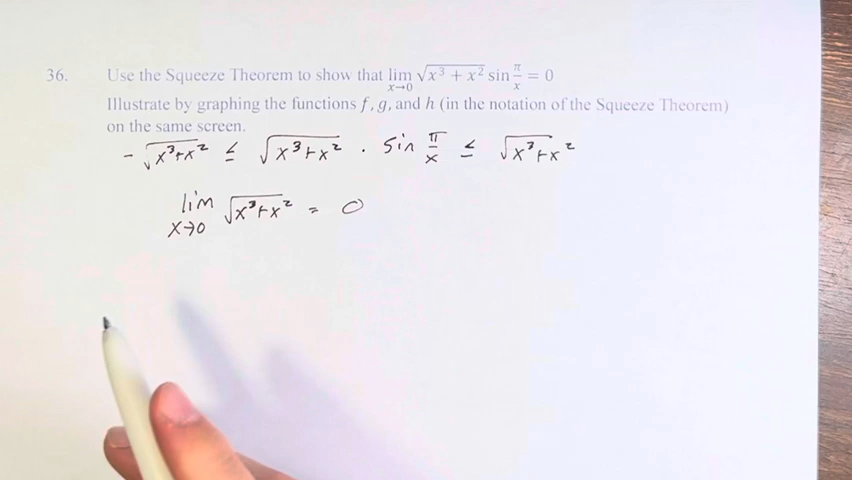 36. Use the Squeeze Theorem to show that lim x→0 √(x³ + x²) sin π/x = 0
Illustrate by graphing the functions f, g, and h (in the notation of the Squeeze Theorem)
on the same screen.
-√(x³+x²) ≤ √(x³+x²) · sin π/x ≤ √(x³+x²)
lim x→0 √(x³+x²) = 0